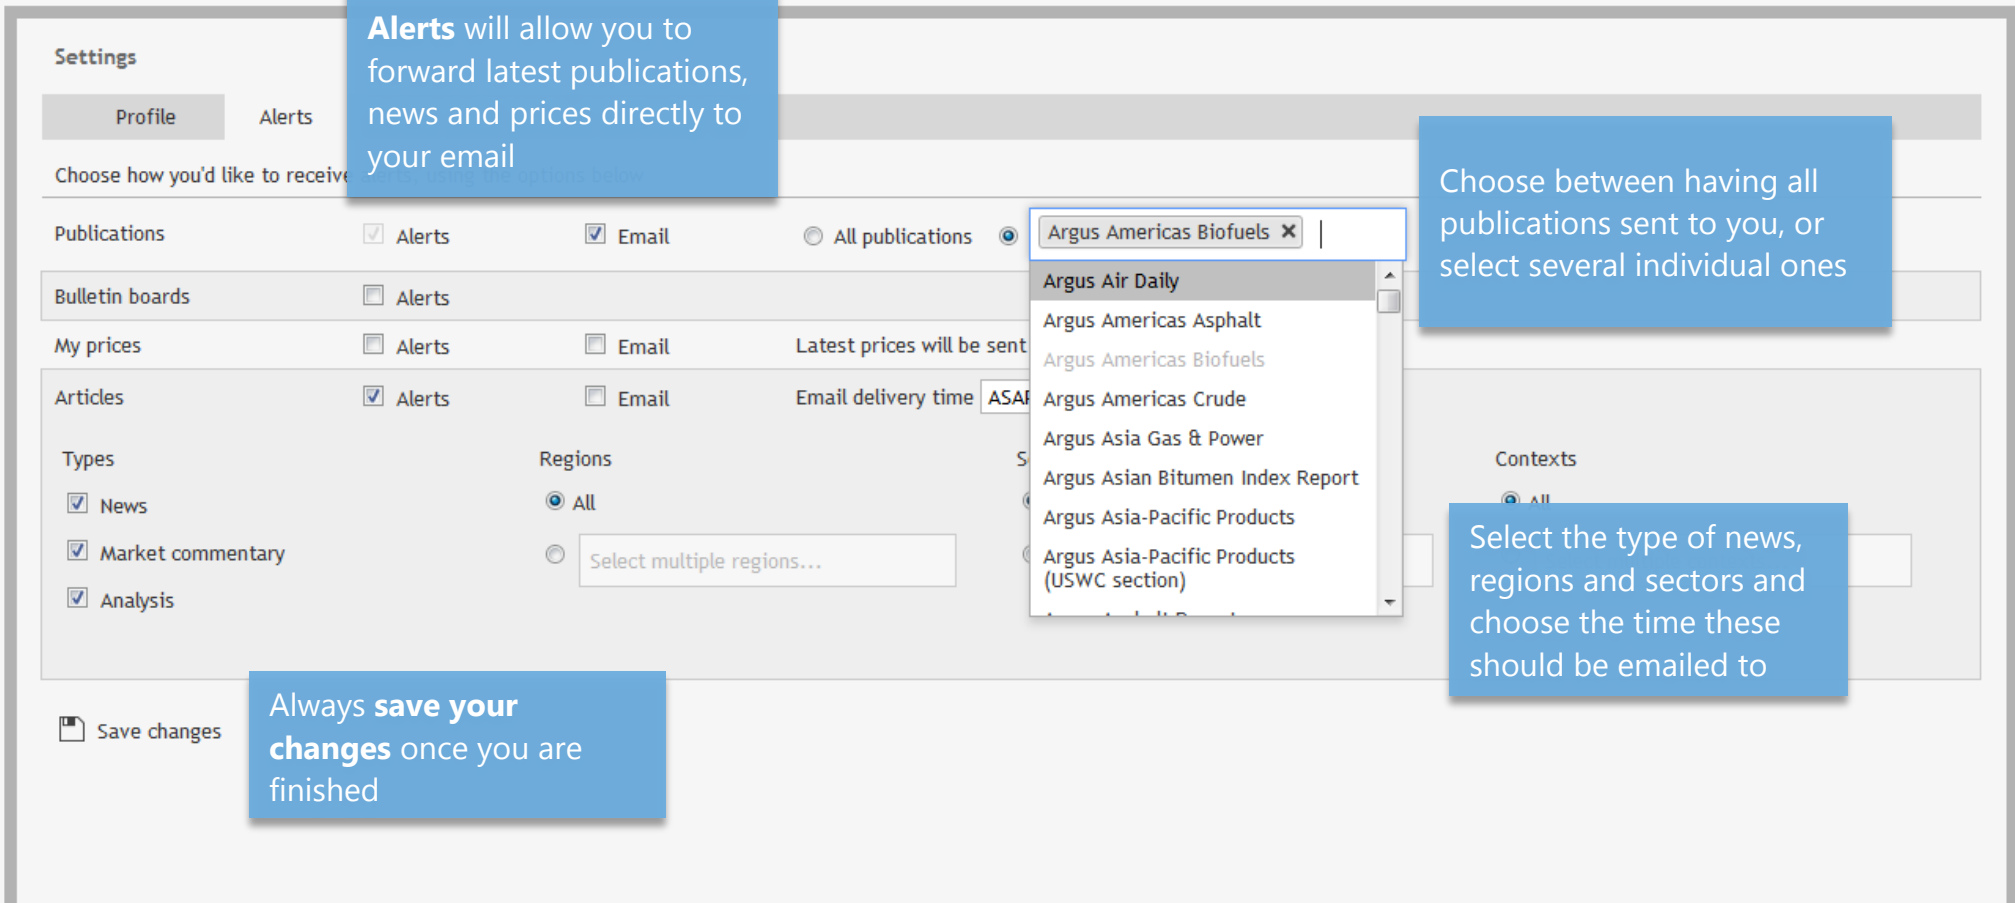 Alerts will allow you to
forward latest publications,
news and prices directly to
your email
Settings
Profile
Alerts
Choose how you'd like to receive alerts, using the options below
Publications
Alerts
Email
All publications
Argus Americas Biofuels
Choose between having all
publications sent to you, or
select several individual ones
Argus Air Daily
Argus Americas Asphalt
Argus Americas Biofuels
Argus Americas Crude
Argus Asia Gas & Power
Argus Asian Bitumen Index Report
Argus Asia-Pacific Products
Argus Asia-Pacific Products
(USWC section)
Bulletin boards
Alerts
My prices
Alerts
Email
Latest prices will be sent
Articles
Alerts
Email
Email delivery time
Types
Regions
Contexts
News
All
All
Market commentary
Select multiple regions...
Analysis
Select the type of news,
regions and sectors and
choose the time these
should be emailed to
Save changes
Always save your
changes once you are
finished